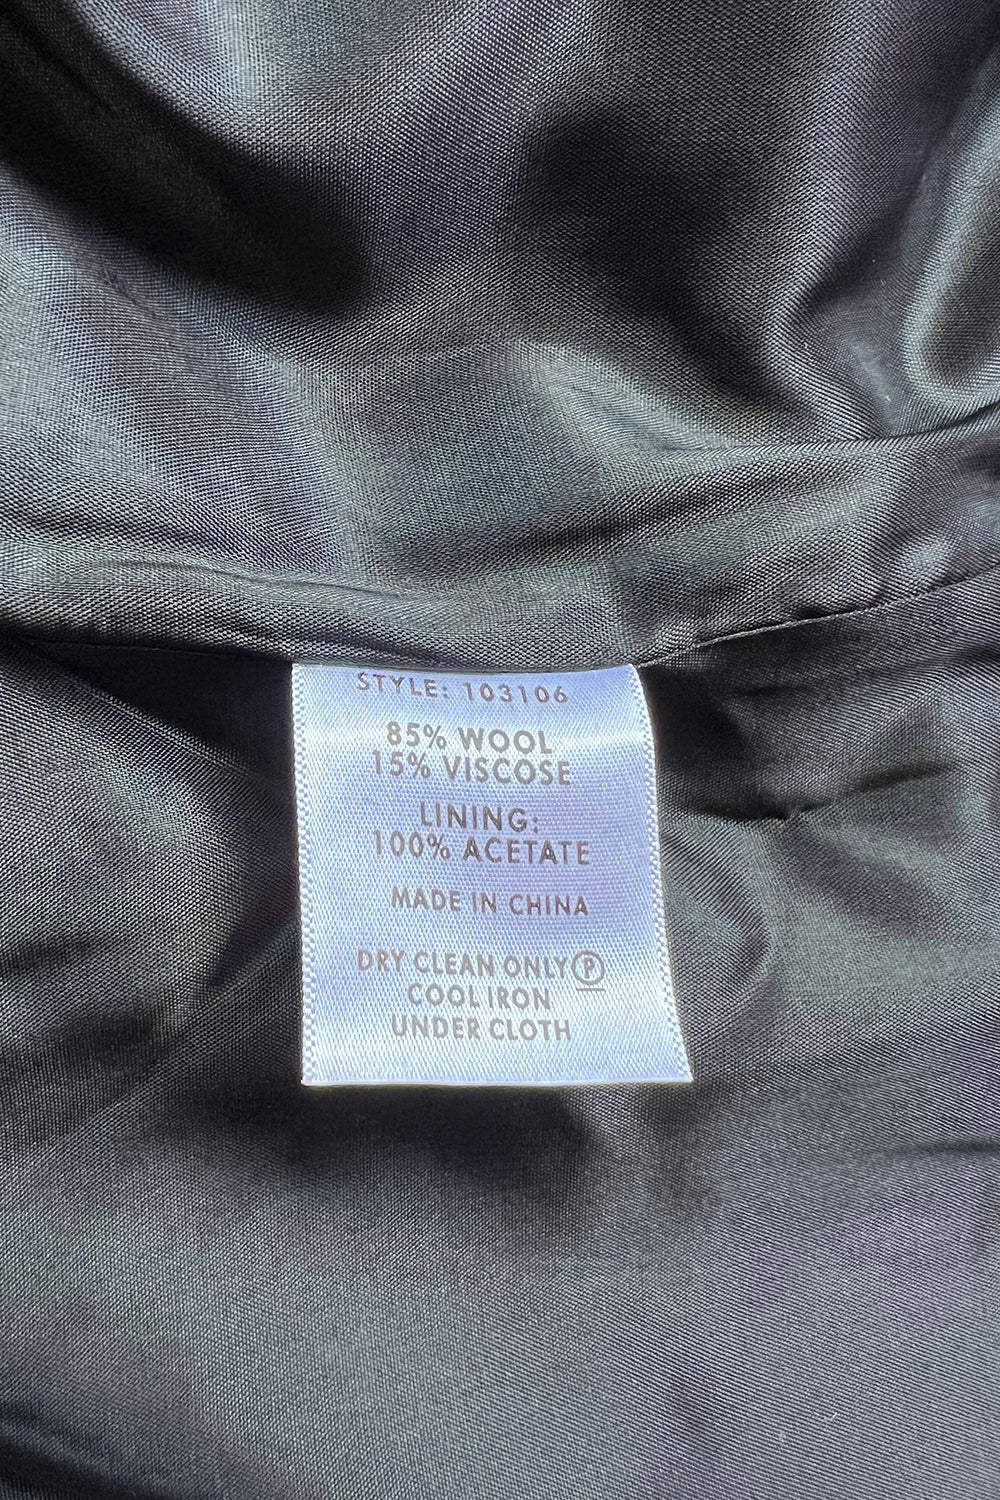 STYLE: 103106
85% WOOL
15% VISCOSE
LINING:
100% ACETATE
MADE IN CHINA
DRY CLEAN ONLY Ⓟ
COOL IRON
UNDER CLOTH